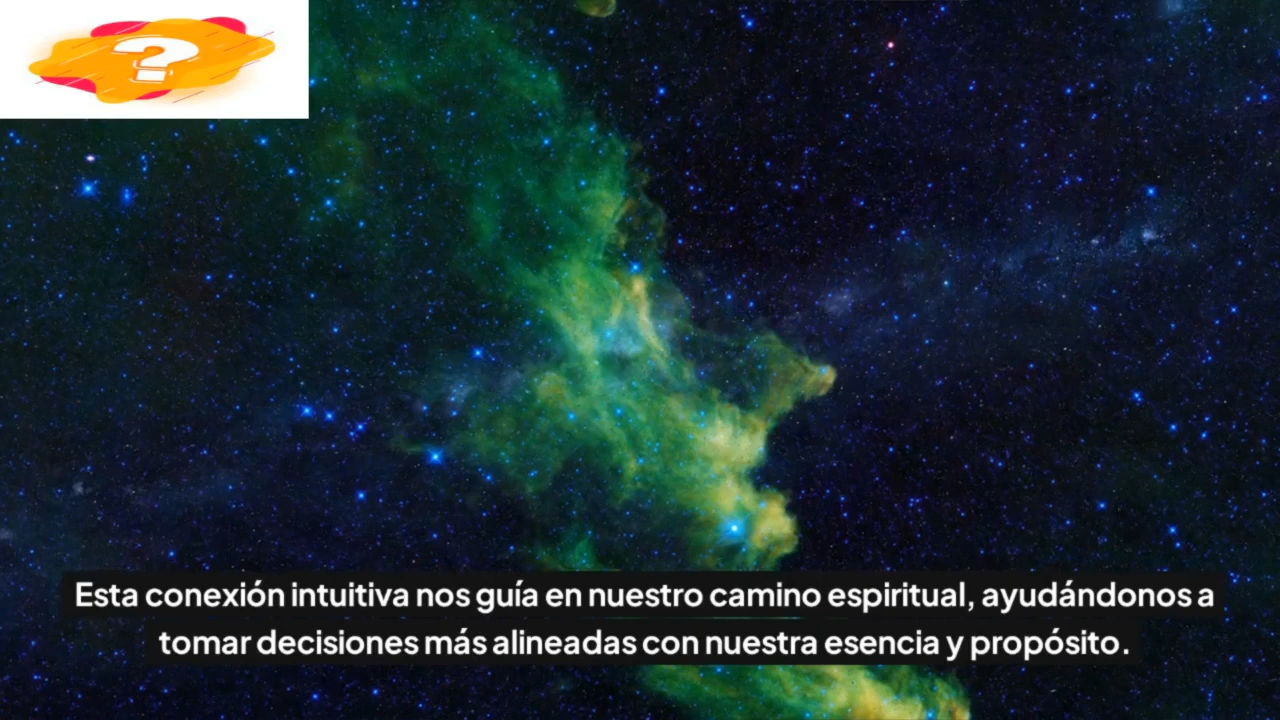 ?
Esta conexión intuitiva nos guía en nuestro camino espiritual, ayudándonos a
tomar decisiones más alineadas con nuestra esencia y propósito.